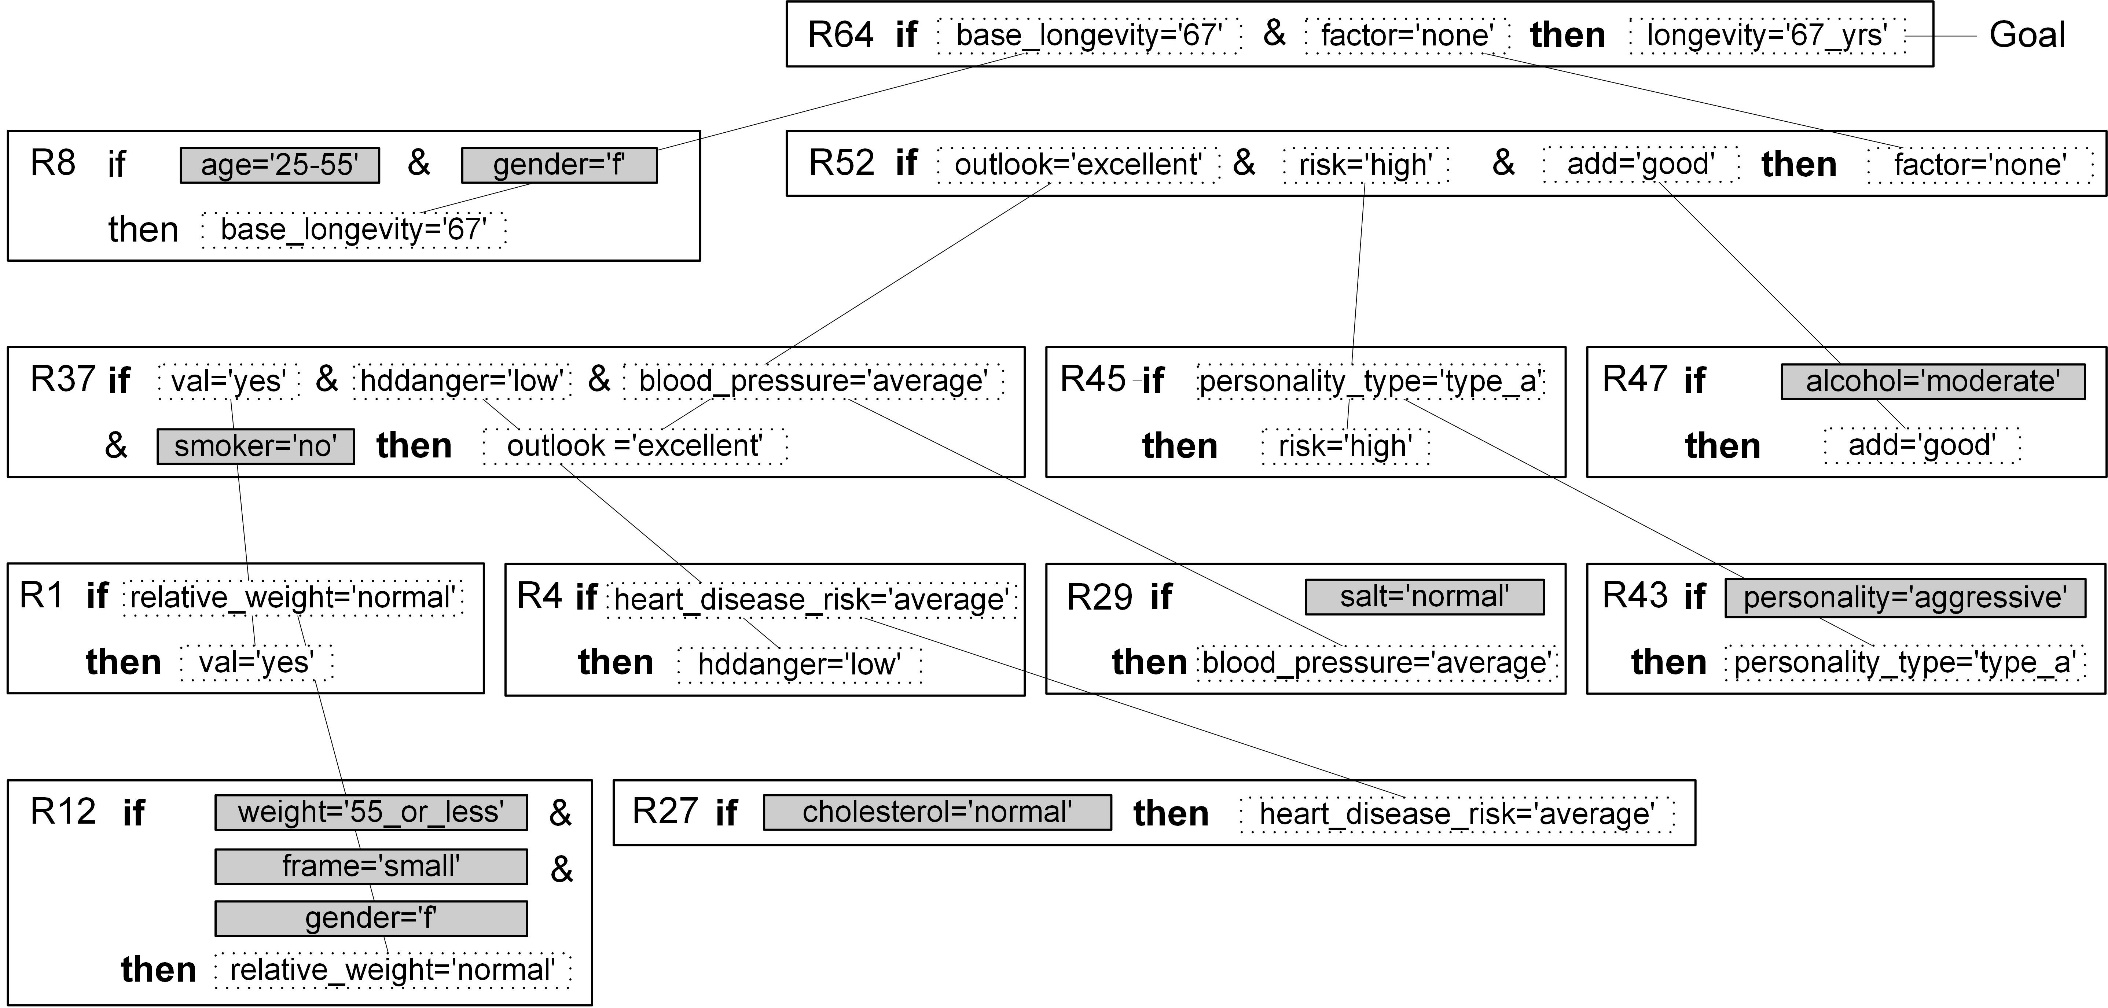 R64 if base_longevity='67' & factor='none' then longevity='67_yrs' Goal
R8 if age='25-55' & gender='f'
then base_longevity='67'
R52 if outlook='excellent' & risk='high' & add='good' then factor='none'
R37 if val='yes' & hddanger='low' & blood_pressure='average'
& smoker='no' then outlook ='excellent'
R45 if personality_type='type_a'
then risk='high'
R47 if alcohol='moderate'
then add='good'
R1 if relative_weight='normal'
then val='yes'
R4 if heart_disease_risk='average'
then hddanger='low'
R29 if salt='normal'
then blood_pressure='average'
R43 if personality='aggressive'
then personality_type='type_a'
R12 if weight='55_or_less' &
frame='small' &
gender='f'
then relative_weight='normal'
R27 if cholesterol='normal' then heart_disease_risk='average'